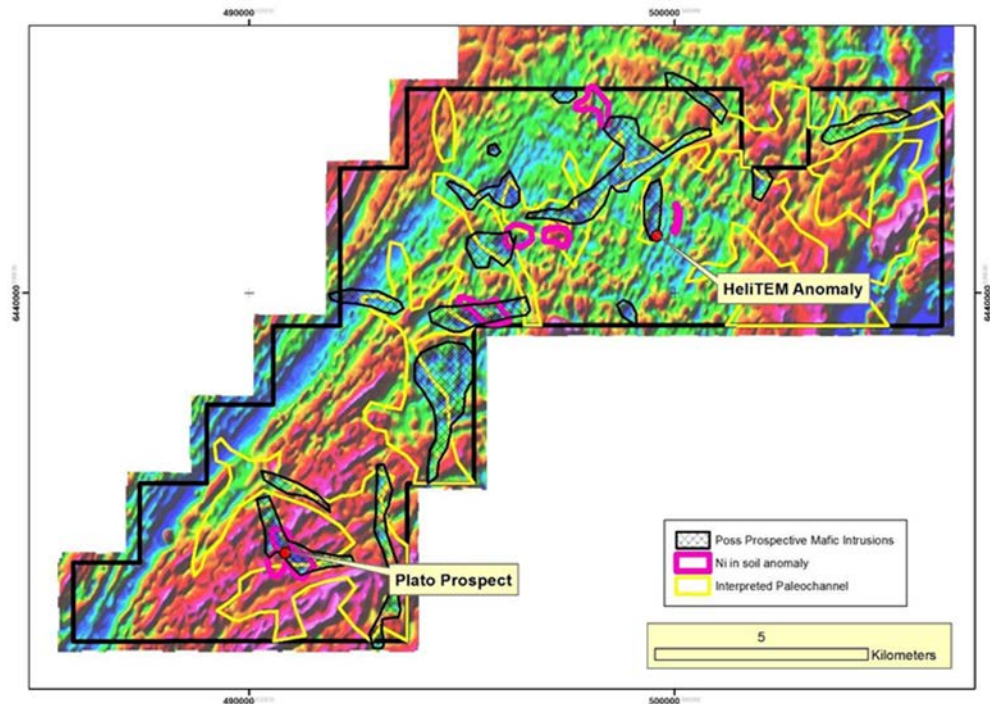 490000
500000
6440000
6440000
HeliTEM Anomaly
Plato Prospect
Poss Prospective Mafic Intrusions
Ni in soil anomaly
Interpreted Paleochannel
5
Kilometers
490000
500000